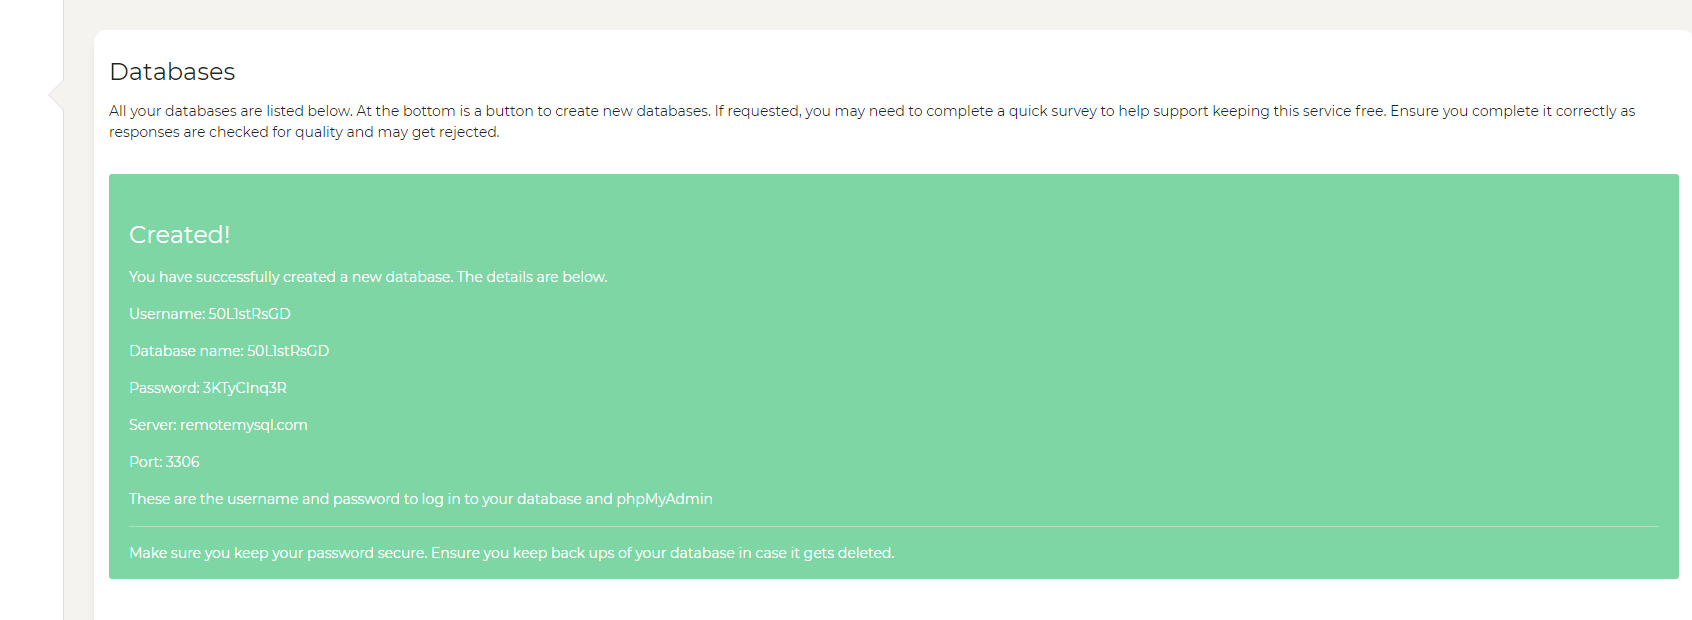 Databases
All your databases are listed below. At the bottom is a button to create new databases. If requested, you may need to complete a quick survey to help support keeping this service free. Ensure you complete it correctly as
responses are checked for quality and may get rejected.
Created!
You have successfully created a new database. The details are below.
Username: 50L1stRsGD
Database name: 50L1stRsGD
Password: 3KTyCInq3R
Server: remotemysql.com
Port: 3306
These are the username and password to log in to your database and phpMyAdmin
Make sure you keep your password secure. Ensure you keep back ups of your database in case it gets deleted.